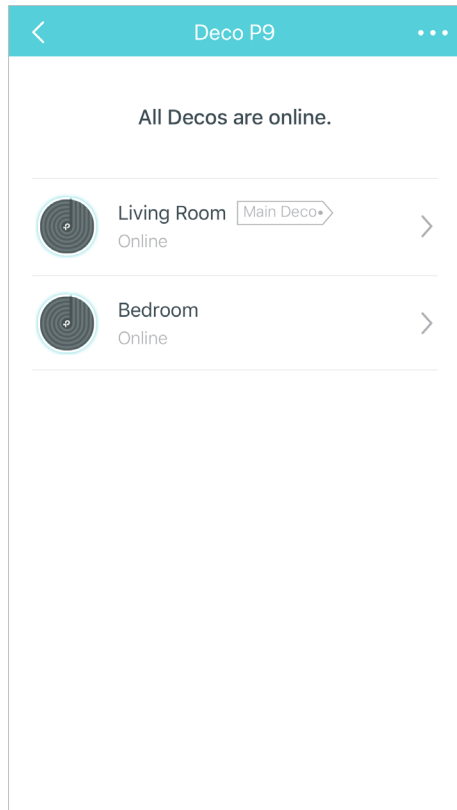 Deco P9
All Decos are online.
Living Room Main Deco
Online
Bedroom
Online